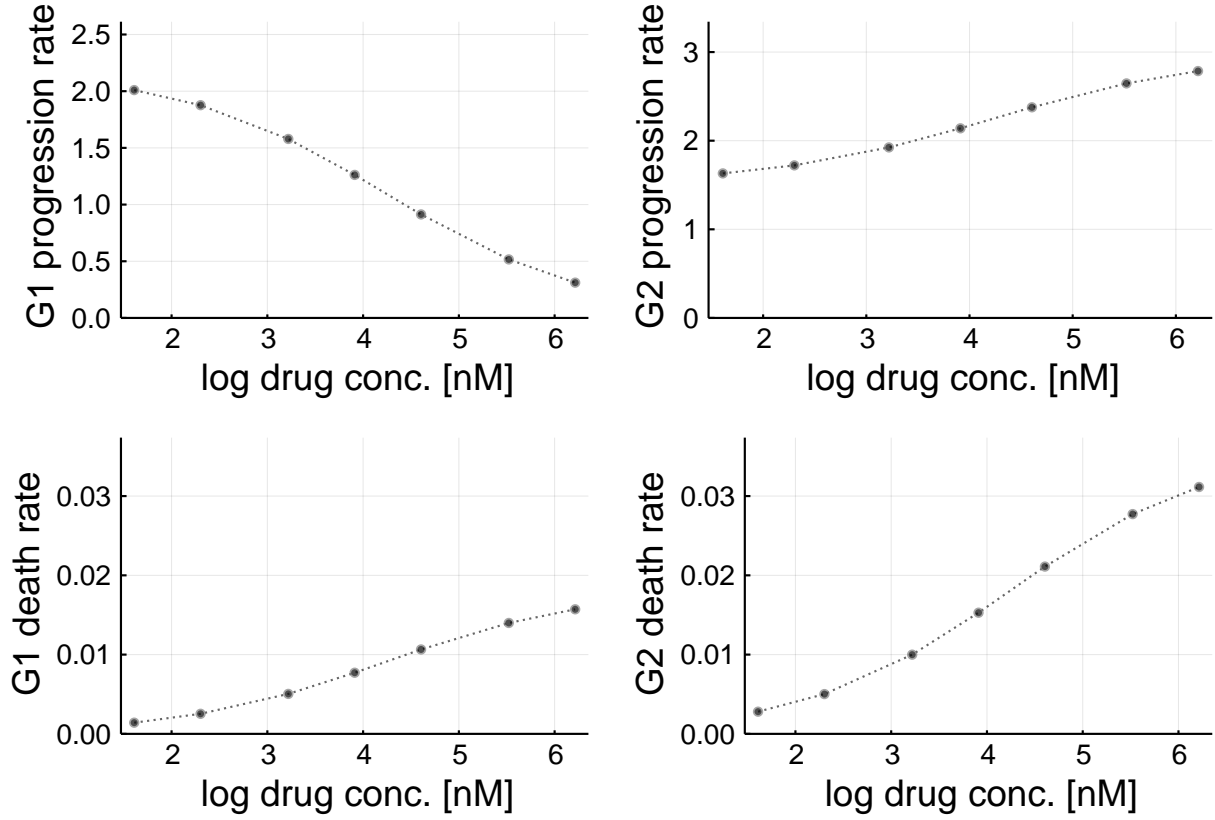 G1 progression rate
2.5
2.0
1.5
1.0
0.5
0.0
2 3 4 5 6
log drug conc. [nM]
G2 progression rate
3
2
1
0
2 3 4 5 6
log drug conc. [nM]
G1 death rate
0.03
0.02
0.01
0.00
2 3 4 5 6
log drug conc. [nM]
G2 death rate
0.03
0.02
0.01
0.00
2 3 4 5 6
log drug conc. [nM]